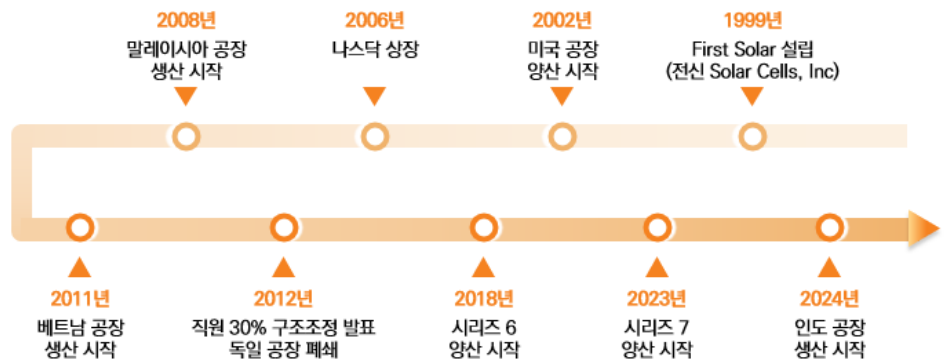 2008년
말레이시아 공장
생산 시작
2006년
나스닥 상장
2002년
미국 공장
양산 시작
1999년
First Solar 설립
(전신 Solar Cells, Inc)
2011년
베트남 공장
생산 시작
2012년
직원 30% 구조조정 발표
독일 공장 폐쇄
2018년
시리즈 6
양산 시작
2023년
시리즈 7
양산 시작
2024년
인도 공장
생산 시작